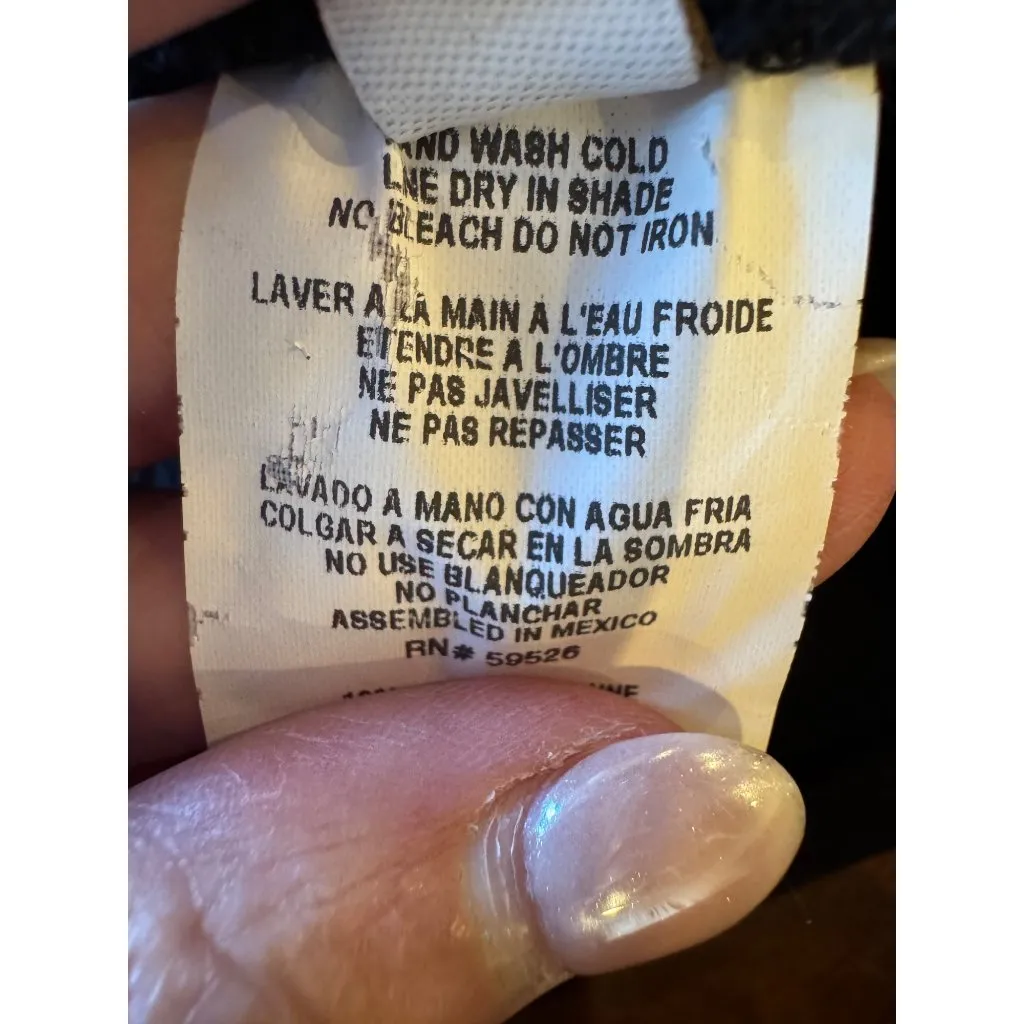 HAND WASH COLD
LINE DRY IN SHADE
NO BLEACH DO NOT IRON
LAVER A LA MAIN A L'EAU FROIDE
ETENDRE A L'OMBRE
NE PAS JAVELLISER
NE PAS REPASSER
LAVADO A MANO CON AGUA FRIA
COLGAR A SECAR EN LA SOMBRA
NO USE BLANQUEADOR
NO PLANCHAR
ASSEMBLED IN MEXICO
RN# 59526